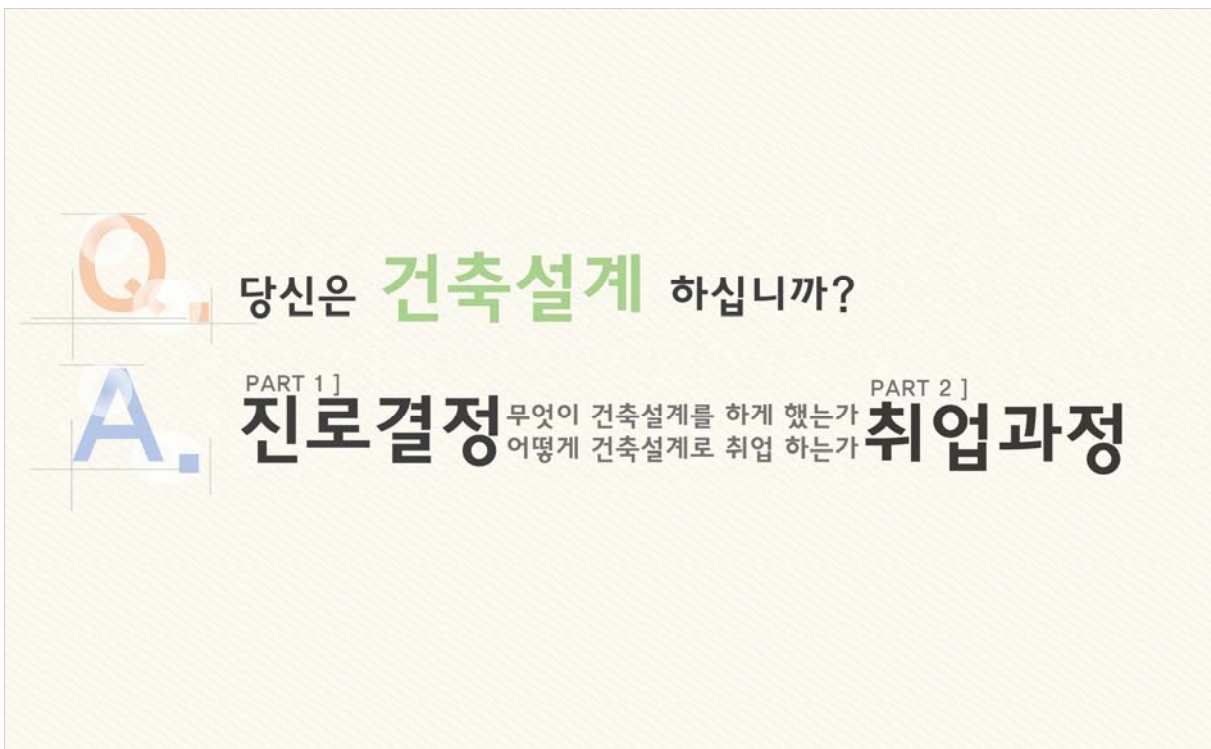 Q. 당신은 건축설계 하십니까?
A. PART 1 ] 진로결정
무엇이 건축설계를 하게 했는가
어떻게 건축설계로 취업 하는가
PART 2 ] 취업과정